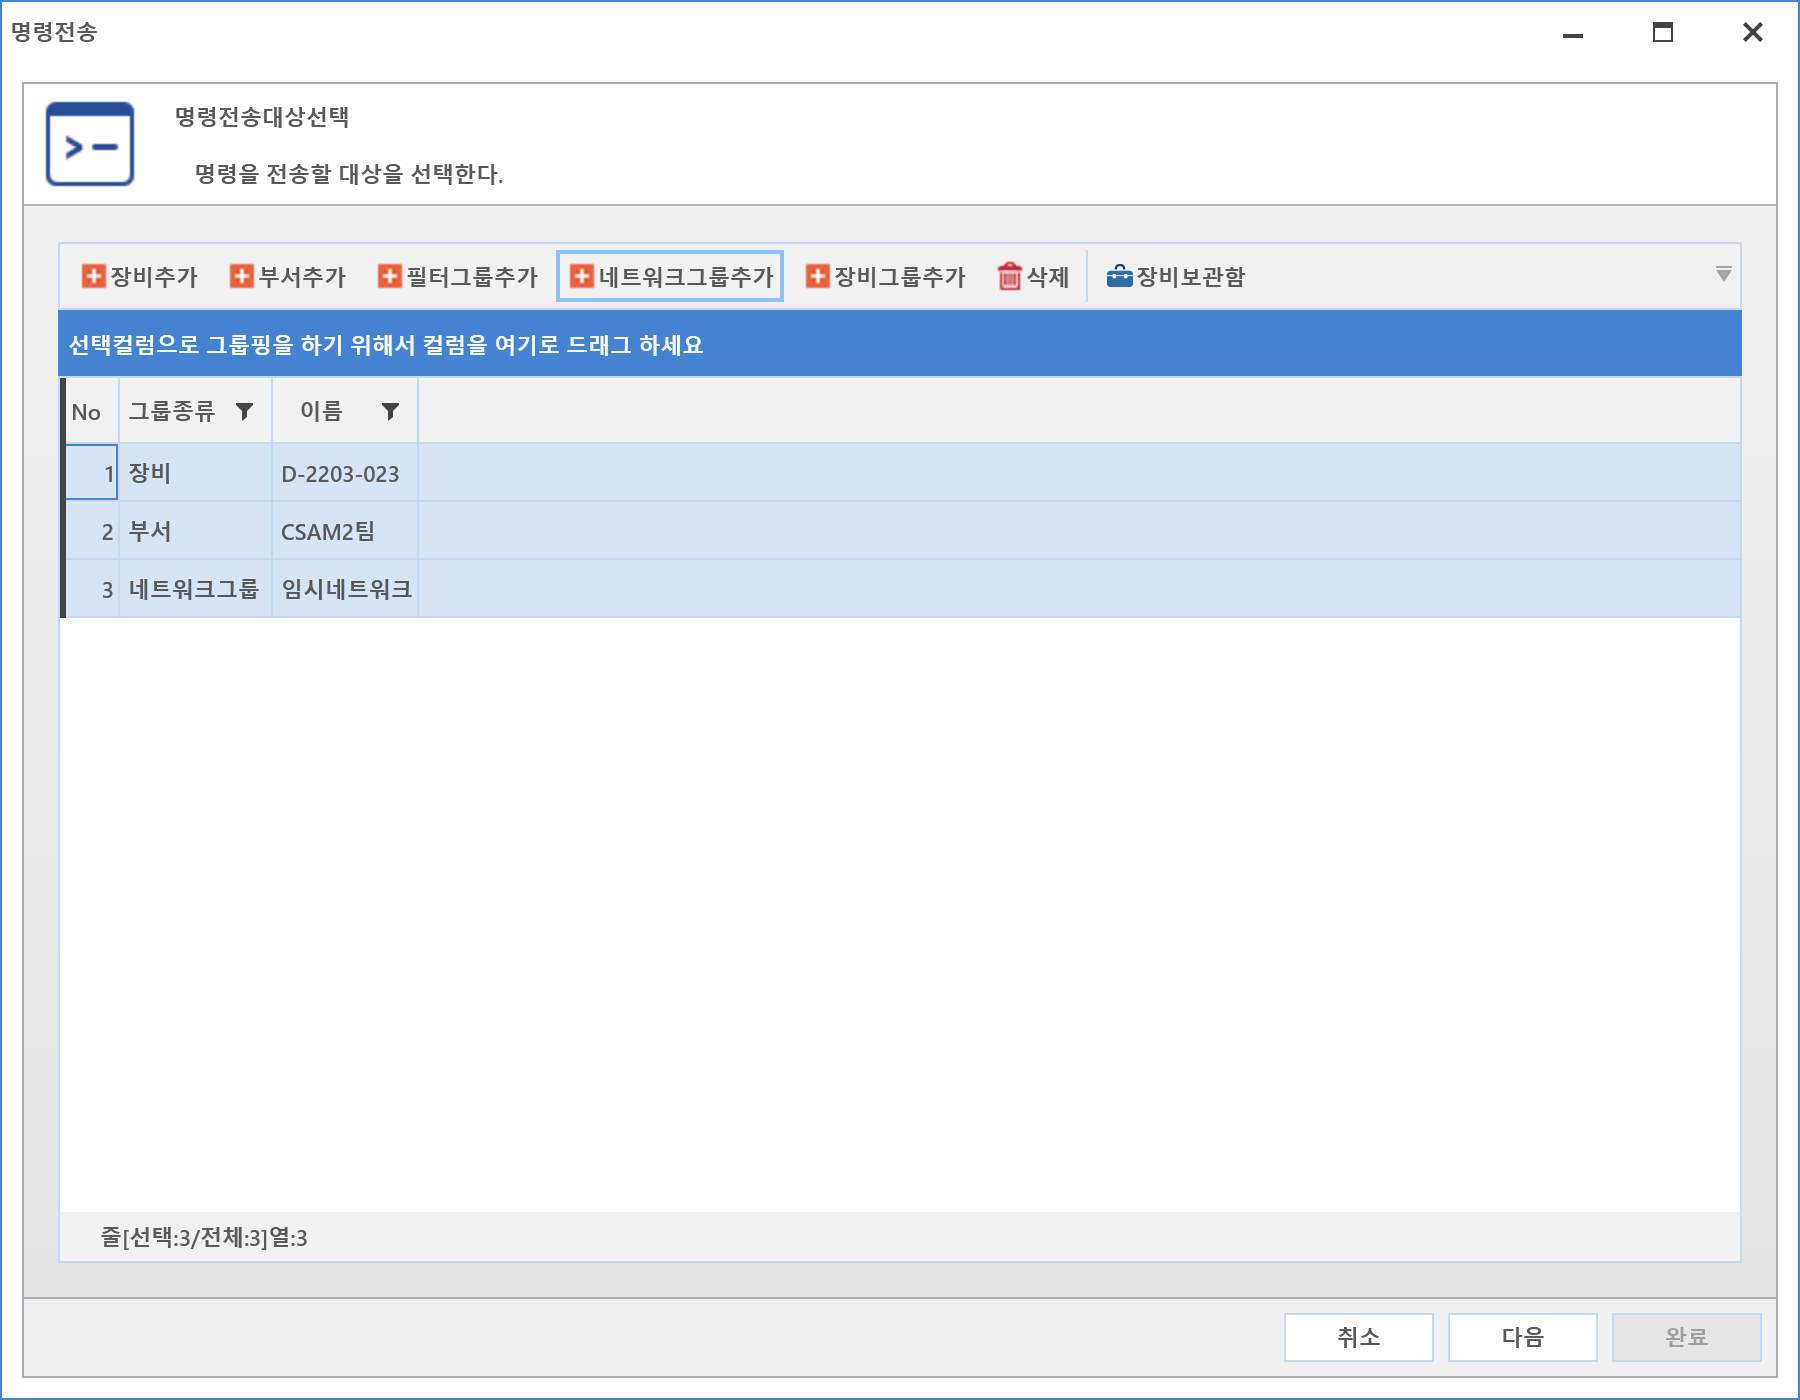 명령전송
명령전송대상선택
명령을 전송할 대상을 선택한다.
장비추가 부서추가 필터그룹추가 네트워크그룹추가 장비그룹추가 삭제 장비보관함
선택컬럼으로 그룹핑을 하기 위해서 컬럼을 여기로 드래그 하세요
No 그룹종류 이름
1 장비 D-2203-023
2 부서 CSAM2팀
3 네트워크그룹 임시네트워크
줄[선택:3/전체:3]열:3
취소 다음 완료